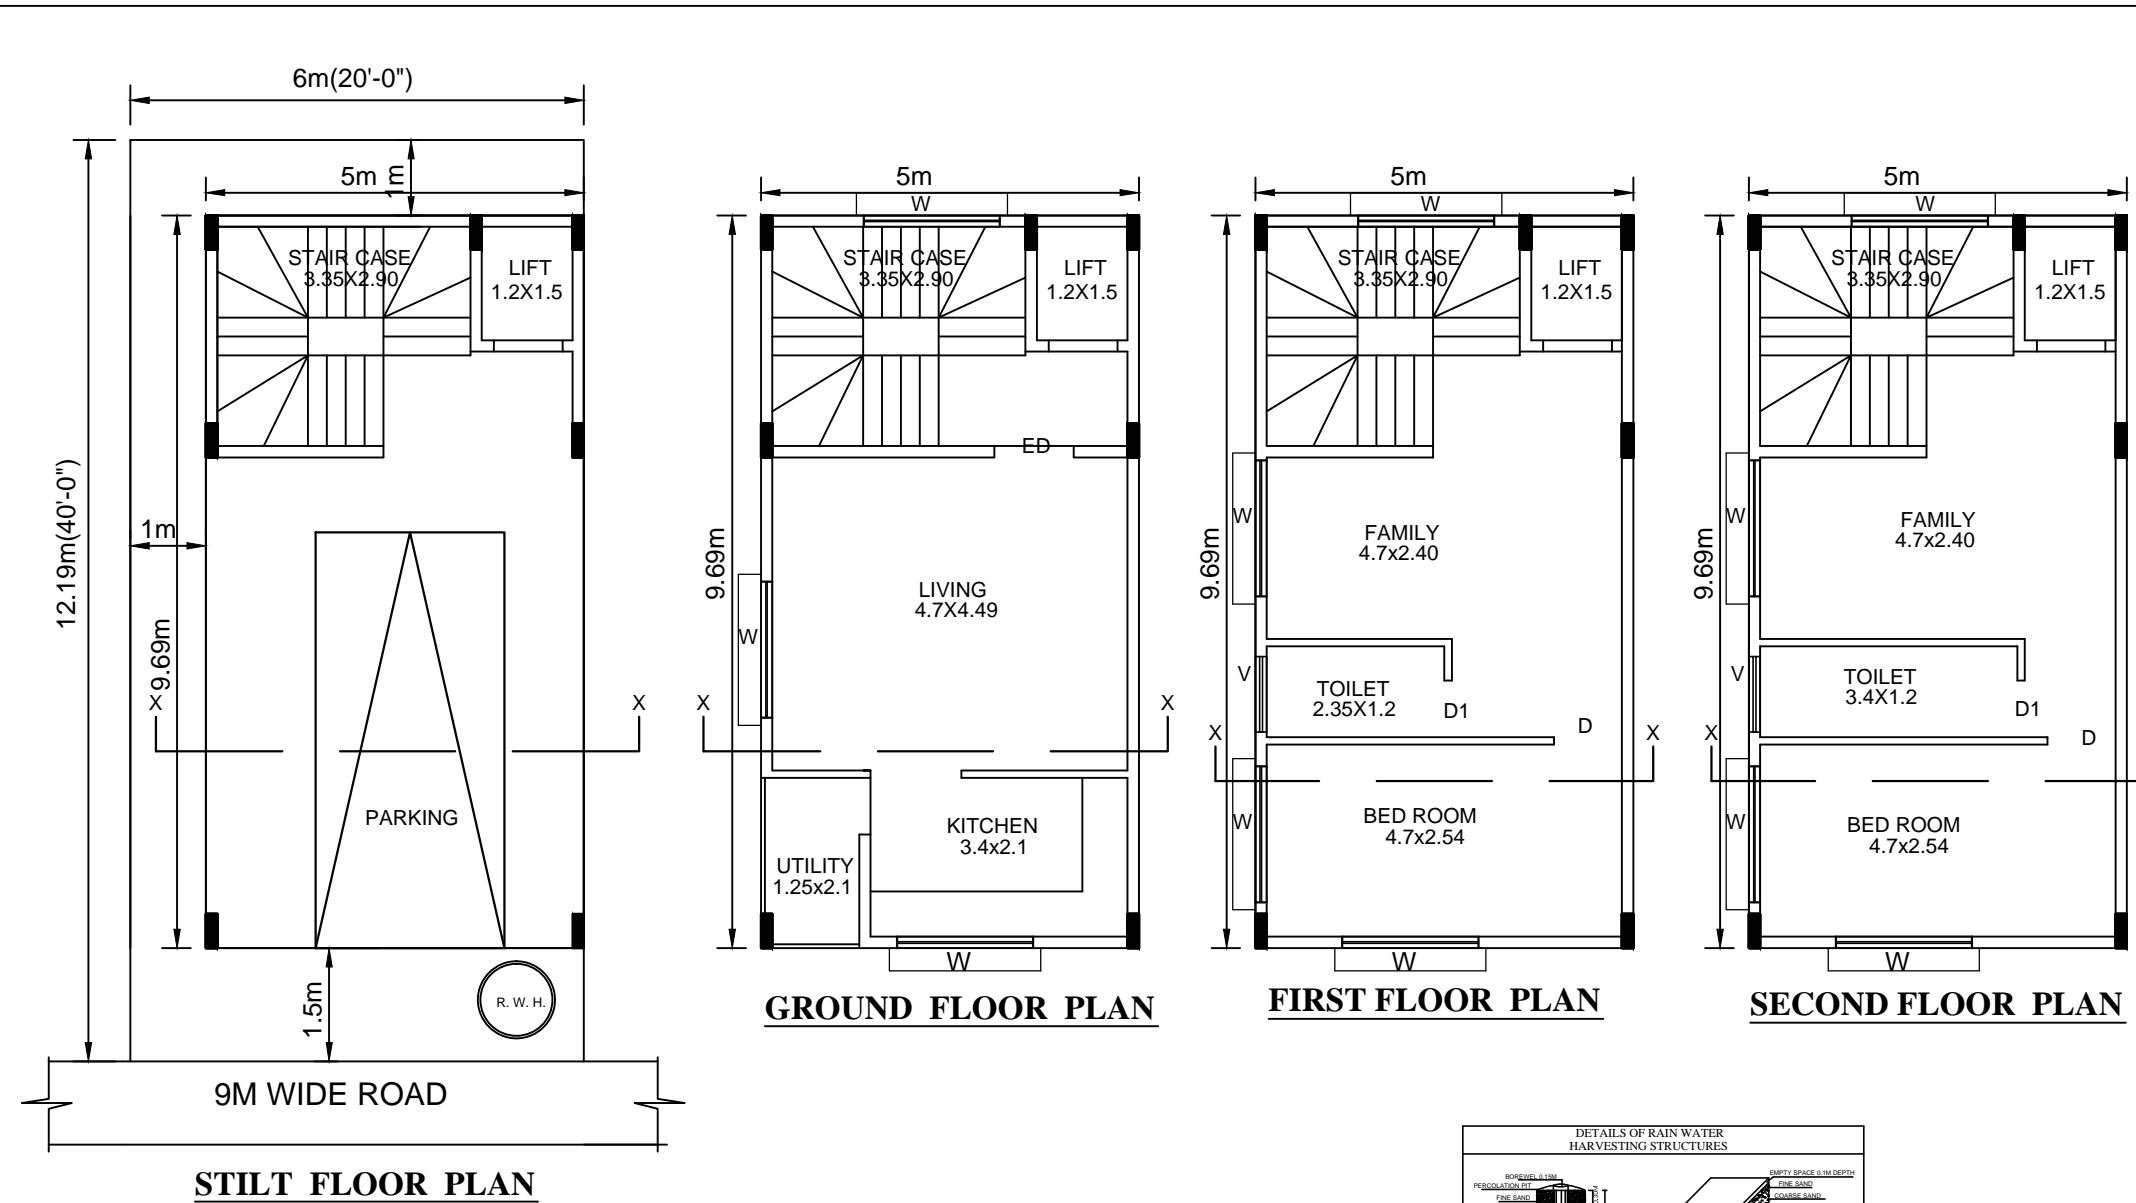 6m(20'-0")
12.19m(40'-0")
5m
1m
STAIR CASE
3.35X2.90
LIFT
1.2X1.5
1m
9.69m
X
X
PARKING
1.5m
R. W. H.
9M WIDE ROAD
STILT FLOOR PLAN
5m
W
STAIR CASE
3.35X2.90
LIFT
1.2X1.5
ED
9.69m
LIVING
4.7X4.49
W
X
X
KITCHEN
3.4x2.1
UTILITY
1.25x2.1
W
GROUND FLOOR PLAN
5m
W
STAIR CASE
3.35X2.90
LIFT
1.2X1.5
W
FAMILY
4.7x2.40
9.69m
V
TOILET
2.35X1.2
D1
D
X
X
W
BED ROOM
4.7x2.54
W
FIRST FLOOR PLAN
5m
W
STAIR CASE
3.35X2.90
LIFT
1.2X1.5
W
FAMILY
4.7x2.40
9.69m
V
TOILET
3.4X1.2
D1
D
X
W
BED ROOM
4.7x2.54
W
SECOND FLOOR PLAN
DETAILS OF RAIN WATER
HARVESTING STRUCTURES
BOREWEL 0.15M
PERCOLATION PIT
FINE SAND
EMPTY SPACE 0.1M DEPTH
FINE SAND
COARSE SAND